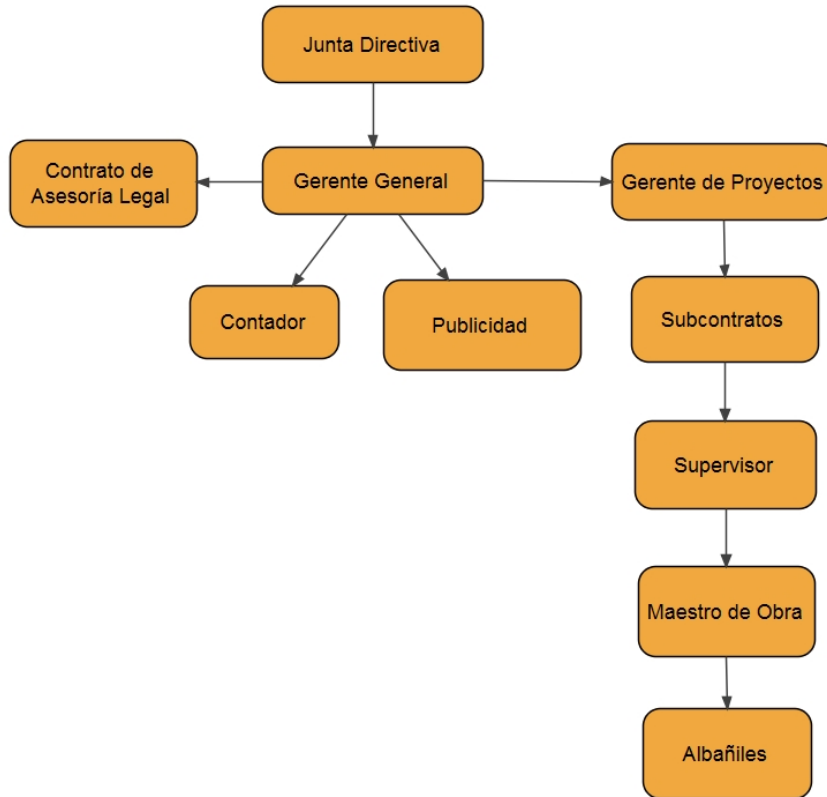 Junta Directiva
Contrato de
Asesoría Legal
Gerente General
Gerente de Proyectos
Contador
Publicidad
Subcontratos
Supervisor
Maestro de Obra
Albañiles